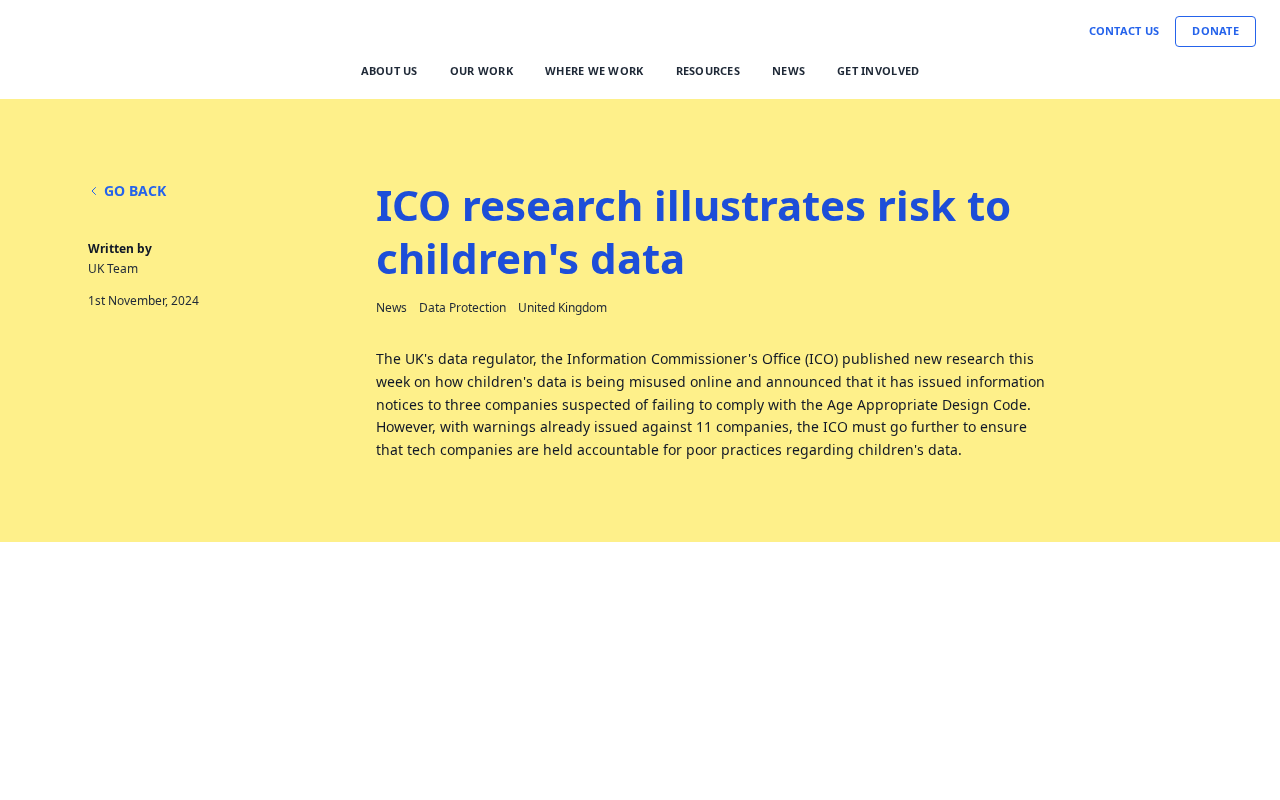 CONTACT US
DONATE
ABOUT US
OUR WORK
WHERE WE WORK
RESOURCES
NEWS
GET INVOLVED
GO BACK
Written by
UK Team
1st November, 2024
ICO research illustrates risk to
children's data
News
Data Protection
United Kingdom
The UK's data regulator, the Information Commissioner's Office (ICO) published new research this
week on how children's data is being misused online and announced that it has issued information
notices to three companies suspected of failing to comply with the Age Appropriate Design Code.
However, with warnings already issued against 11 companies, the ICO must go further to ensure
that tech companies are held accountable for poor practices regarding children's data.